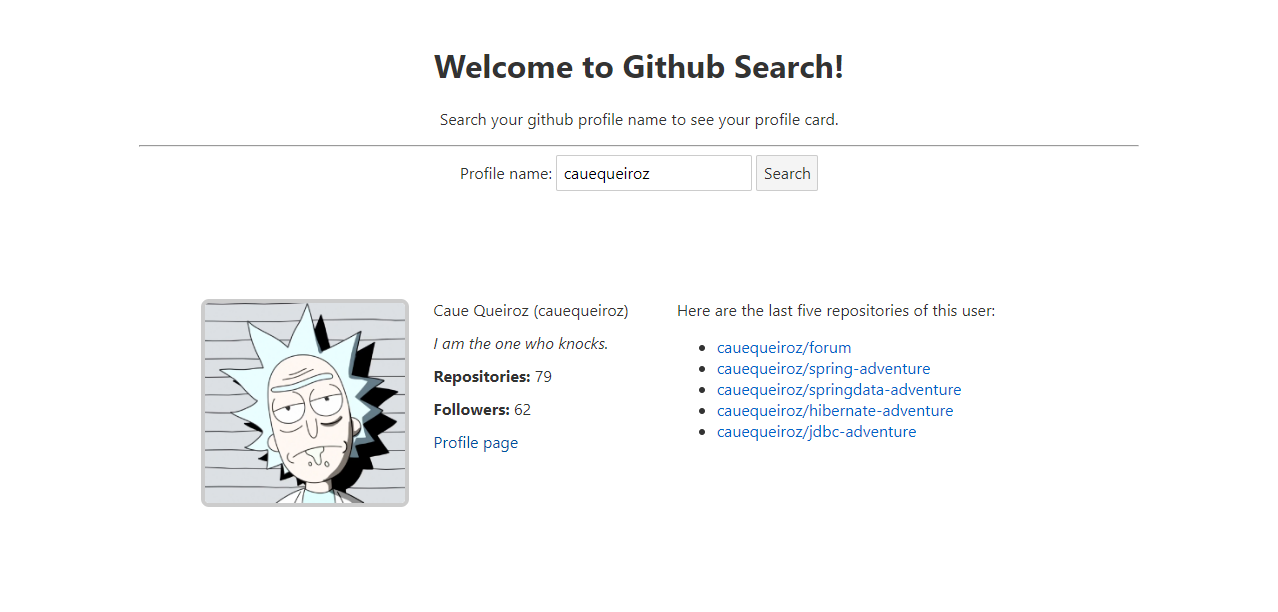 Welcome to Github Search!
Search your github profile name to see your profile card.
Profile name: cauequeiroz Search
Caue Queiroz (cauequeiroz)
I am the one who knocks.
Repositories: 79
Followers: 62
Profile page
Here are the last five repositories of this user:
cauequeiroz/forum
cauequeiroz/spring-adventure
cauequeiroz/springdata-adventure
cauequeiroz/hibernate-adventure
cauequeiroz/jdbc-adventure